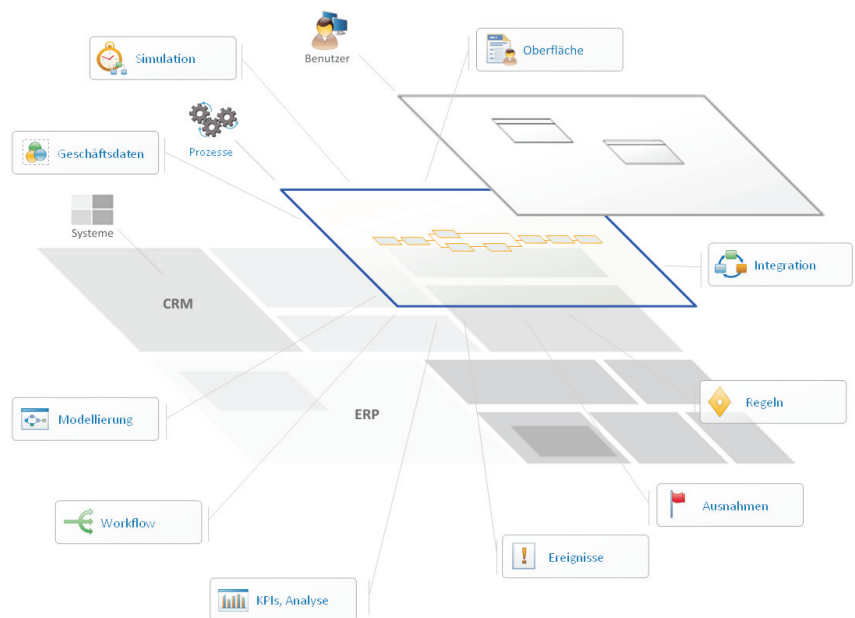 Simulation
Benutzer
Oberfläche
Geschäftsdaten
Prozesse
Systeme
Integration
CRM
Modellierung
ERP
Regeln
Workflow
Ausnahmen
Ereignisse
KPIs, Analyse